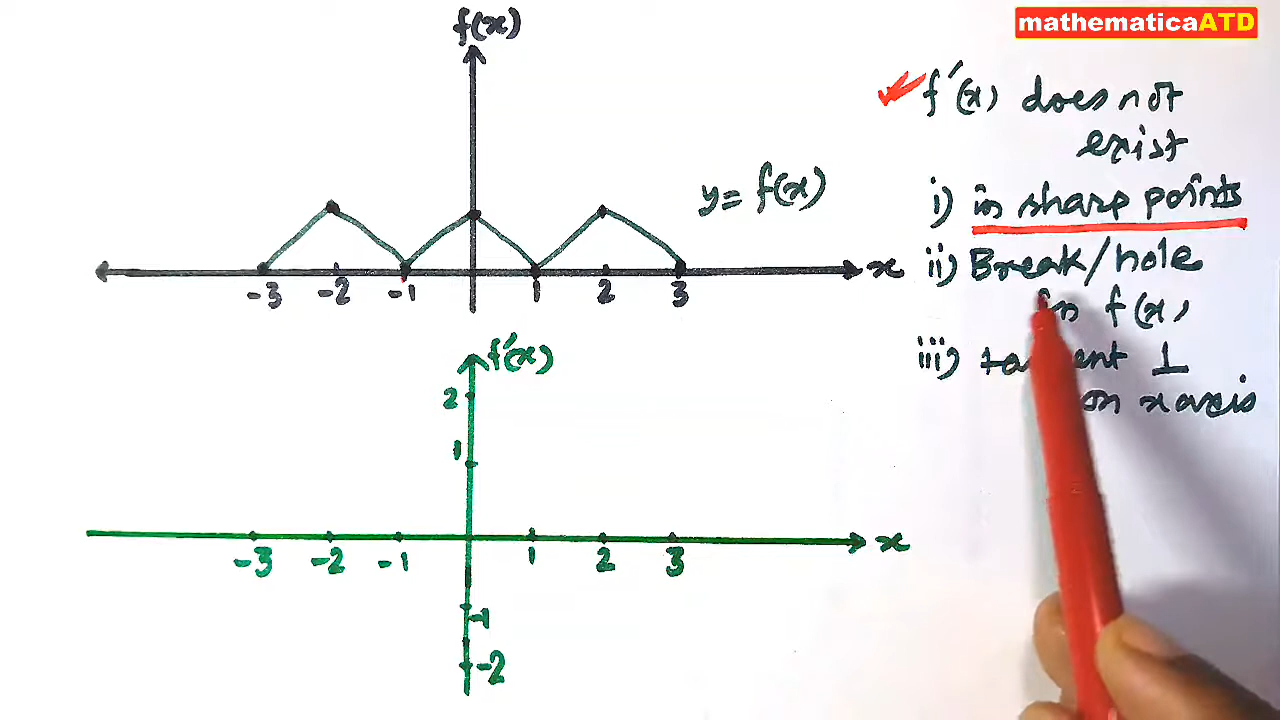 mathematicaATD
f(x)
y = f(x)
x
-3 -2 -1 1 2 3
f'(x)
2
1
x
-3 -2 -1 1 2 3
-1
-2
f'(x) does not
exist
i) in sharp points
ii) Break/hole
in f(x)
iii) ⊥
on x axis